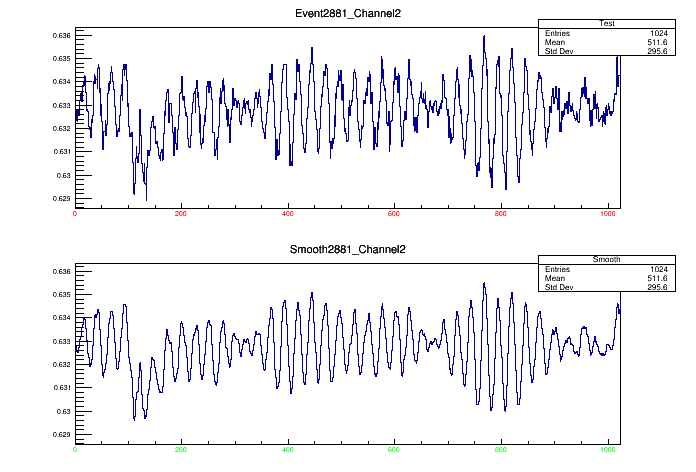 Event2881_Channel2
Test
Entries 1024
Mean 511.6
Std Dev 295.6
0.636
0.635
0.634
0.633
0.632
0.631
0.63
0.629
0 200 400 600 800 1000
Smooth2881_Channel2
Smooth
Entries 1024
Mean 511.6
Std Dev 295.6
0.636
0.635
0.634
0.633
0.632
0.631
0.63
0.629
0 200 400 600 800 1000